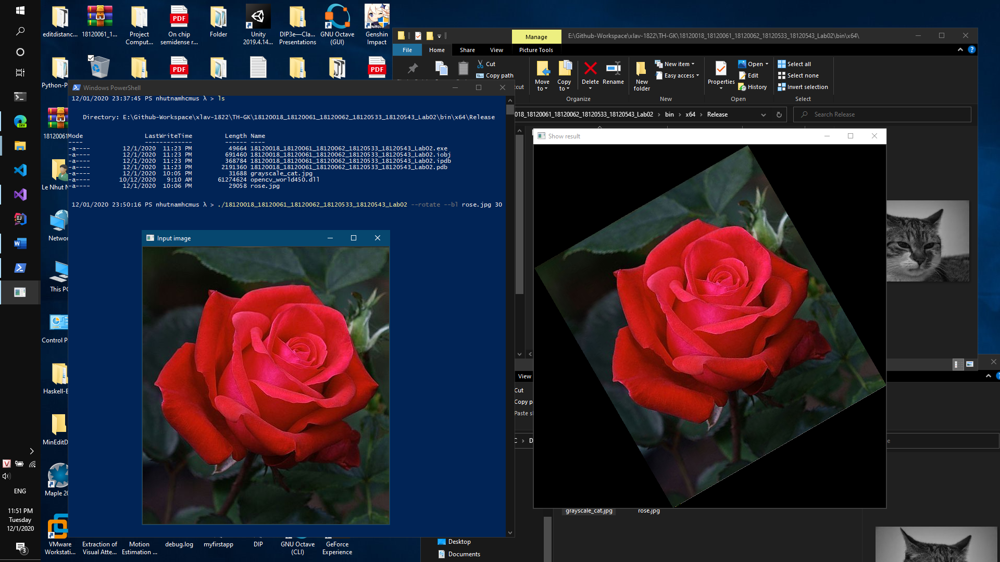 editdistanc...
18120061_1...
Project
Comput...
On chip
semidense r...
Folder
Unity
2019.4.14...
DIP3e—Cla...
Presentations
GNU Octave
(GUI)
Genshin
Impact
PDF
PDF
PDF
Python-P
18120061
Le Nhut N
Networ
This PC
Control P
Haskell-E
MinEditD
Maple 20
VMware
Workstati...
Extraction of
Visual Atte...
Motion
Estimation ...
debug.log
myfirstapp
DIP
GNU Octave
(CLI)
GeForce
Experience
ENG
11:51 PM
Tuesday
12/1/2020
3
Windows PowerShell
12/01/2020 23:37:45 PS nhutnamhcmus λ > ls
Directory: E:\Github-Workspace\xlav-1822\TH-GK\18120018_18120061_18120062_18120533_18120543_Lab02\bin\x64\Release
Mode LastWriteTime Length Name
---- ------------- ------ ----
-a---- 12/1/2020 11:23 PM 49664 18120018_18120061_18120062_18120533_18120543_Lab02.exe
-a---- 12/1/2020 11:23 PM 691460 18120018_18120061_18120062_18120533_18120543_Lab02.iobj
-a---- 12/1/2020 11:23 PM 368784 18120018_18120061_18120062_18120533_18120543_Lab02.ipdb
-a---- 12/1/2020 11:23 PM 2191360 18120018_18120061_18120062_18120533_18120543_Lab02.pdb
-a---- 12/1/2020 10:05 PM 31688 grayscale_cat.jpg
-a---- 10/12/2020 9:10 AM 61274624 opencv_world450.dll
-a---- 12/1/2020 10:06 PM 29058 rose.jpg
12/01/2020 23:50:16 PS nhutnamhcmus λ > ./18120018_18120061_18120062_18120533_18120543_Lab02 --rotate --bl rose.jpg 30
Input image
Manage
E:\Github-Workspace\xlav-1822\TH-GK\18120018_18120061_18120062_18120533_18120543_Lab02\bin\x64\
File
Home
Share
View
Picture Tools
Cut
Copy path
cut
Move
to
Copy
to
Delete
Rename
Organize
New
folder
New item
Easy access
New
Properties
Open
Edit
History
Open
Select all
Select none
Invert selection
Select
018_18120061_18120062_18120533_18120543_Lab02 > bin > x64 > Release
Search Release
Show result
View
Cut
Copy pa
Paste sh
C > D
e
grayscale_cat.jpg
rose.jpg
Desktop
Documents